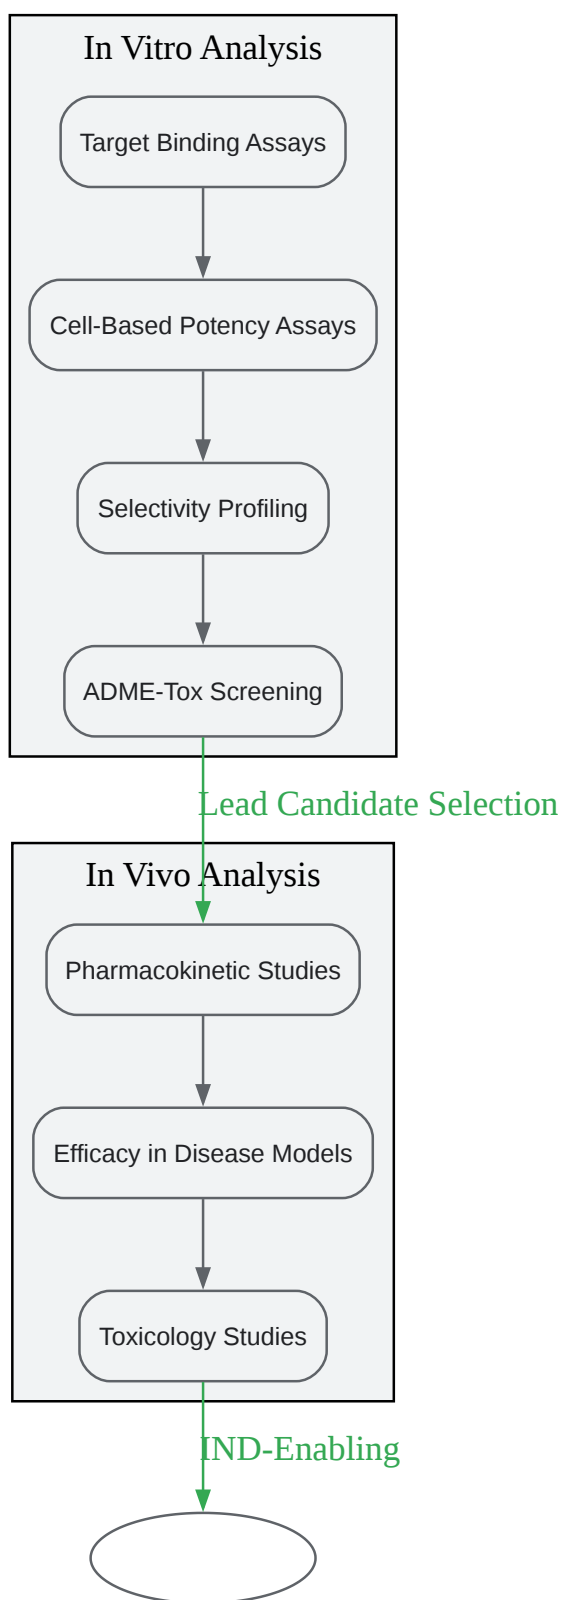 In Vitro Analysis
Target Binding Assays
Cell-Based Potency Assays
Selectivity Profiling
ADME-Tox Screening
Lead Candidate Selection
In Vivo Analysis
Pharmacokinetic Studies
Efficacy in Disease Models
Toxicology Studies
IND-Enabling